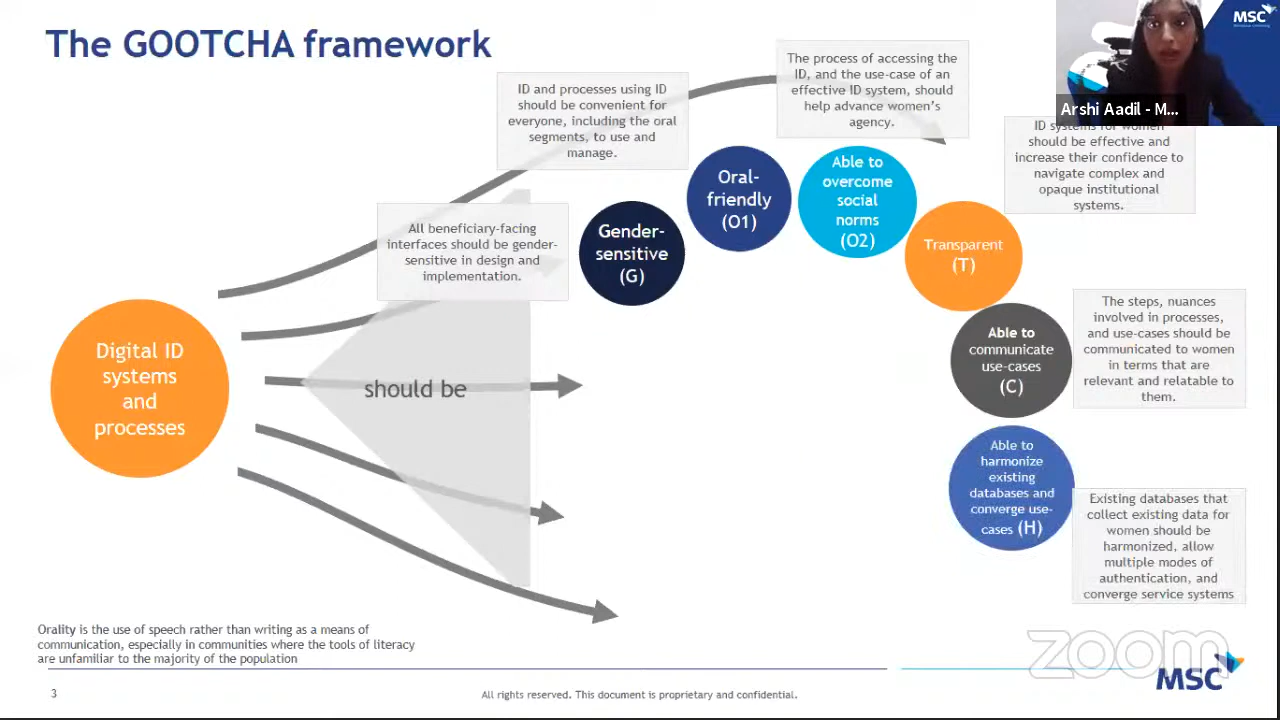 The GOOTCHA framework
MSC
Arshi Aadil - M...
The process of accessing the
ID, and the use-case of an
effective ID system, should
help advance women's
agency.
ID and processes using ID
should be convenient for
everyone, including the oral
segments, to use and
manage.
ID systems for women
should be effective and
increase their confidence to
navigate complex and
opaque institutional
systems.
All beneficiary-facing
interfaces should be gender-
sensitive in design and
implementation.
Gender-
sensitive
(G)
Oral-
friendly
(O1)
Able to
overcome
social
norms
(O2)
Transparent
(T)
Able to
communicate
use-cases
(C)
The steps, nuances
involved in processes,
and use-cases should be
communicated to women
in terms that are
relevant and relatable to
them.
Digital ID
systems
and
processes
should be
Able to
harmonize
existing
databases and
converge use-
cases (H)
Existing databases that
collect existing data for
women should be
harmonized, allow
multiple modes of
authentication, and
converge service systems
Orality is the use of speech rather than writing as a means of
communication, especially in communities where the tools of literacy
are unfamiliar to the majority of the population
zoom
MSC
3
All rights reserved. This document is proprietary and confidential.